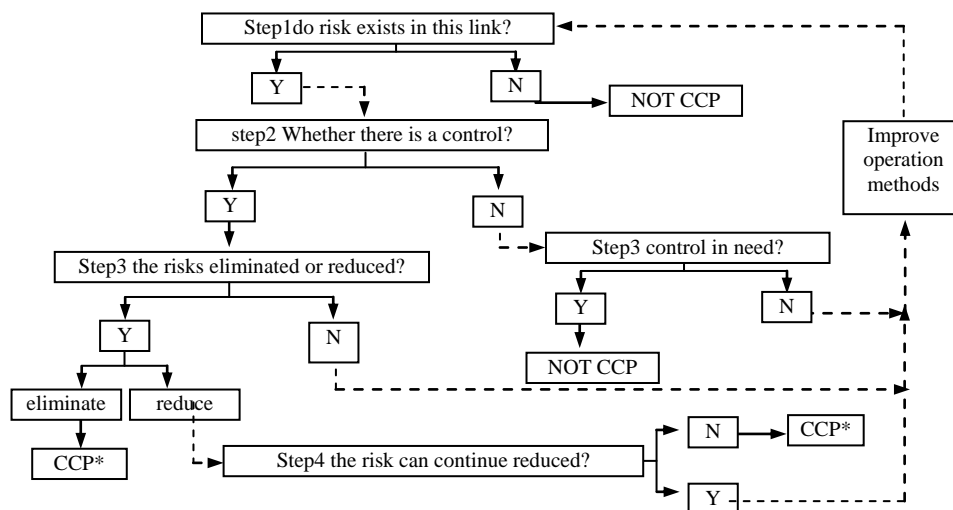 Step1do risk exists in this link?
Y
N
NOT CCP
step2 Whether there is a control?
Improve
operation
methods
Y
N
Step3 control in need?
Step3 the risks eliminated or reduced?
Y
N
Y
N
NOT CCP
eliminate
reduce
CCP*
Step4 the risk can continue reduced?
N
CCP*
Y